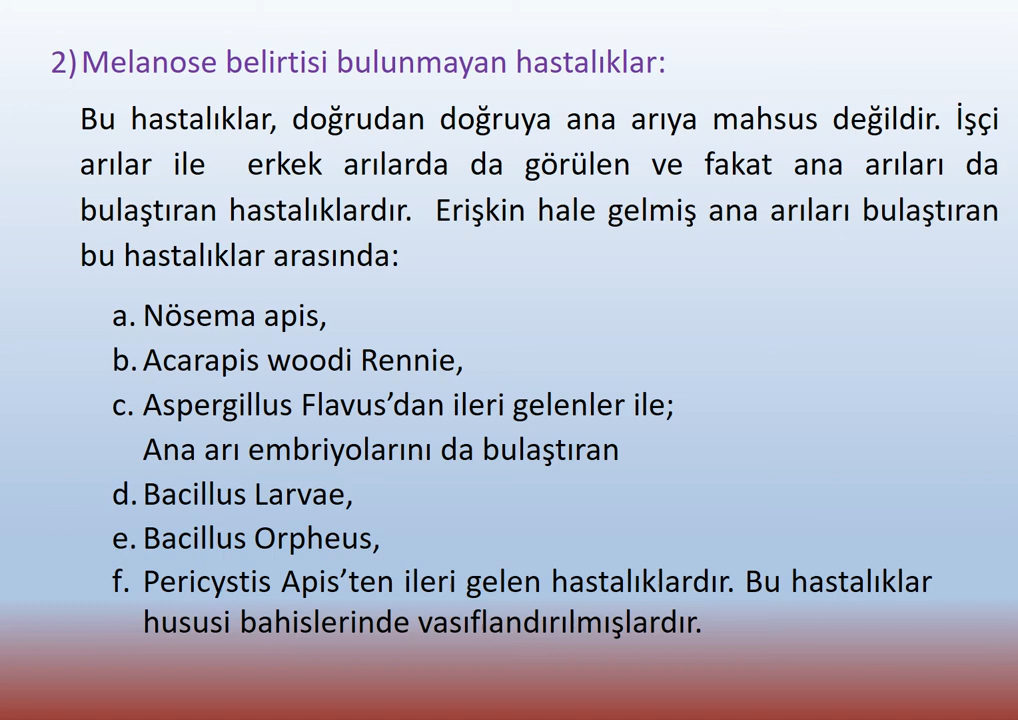 2) Melanose belirtisi bulunmayan hastalıklar:
Bu hastalıklar, doğrudan doğruya ana arıya mahsus değildir. İşçi
arılar ile erkek arılarda da görülen ve fakat ana arıları da
bulaştıran hastalıklardır. Erişkin hale gelmiş ana arıları bulaştıran
bu hastalıklar arasında:
a. Nösema apis,
b. Acarapis woodi Rennie,
c. Aspergillus Flavus’dan ileri gelenler ile;
Ana arı embriyolarını da bulaştıran
d. Bacillus Larvae,
e. Bacillus Orpheus,
f. Pericystis Apis’ten ileri gelen hastalıklardır. Bu hastalıklar
hususi bahislerinde vasıflandırılmışlardır.